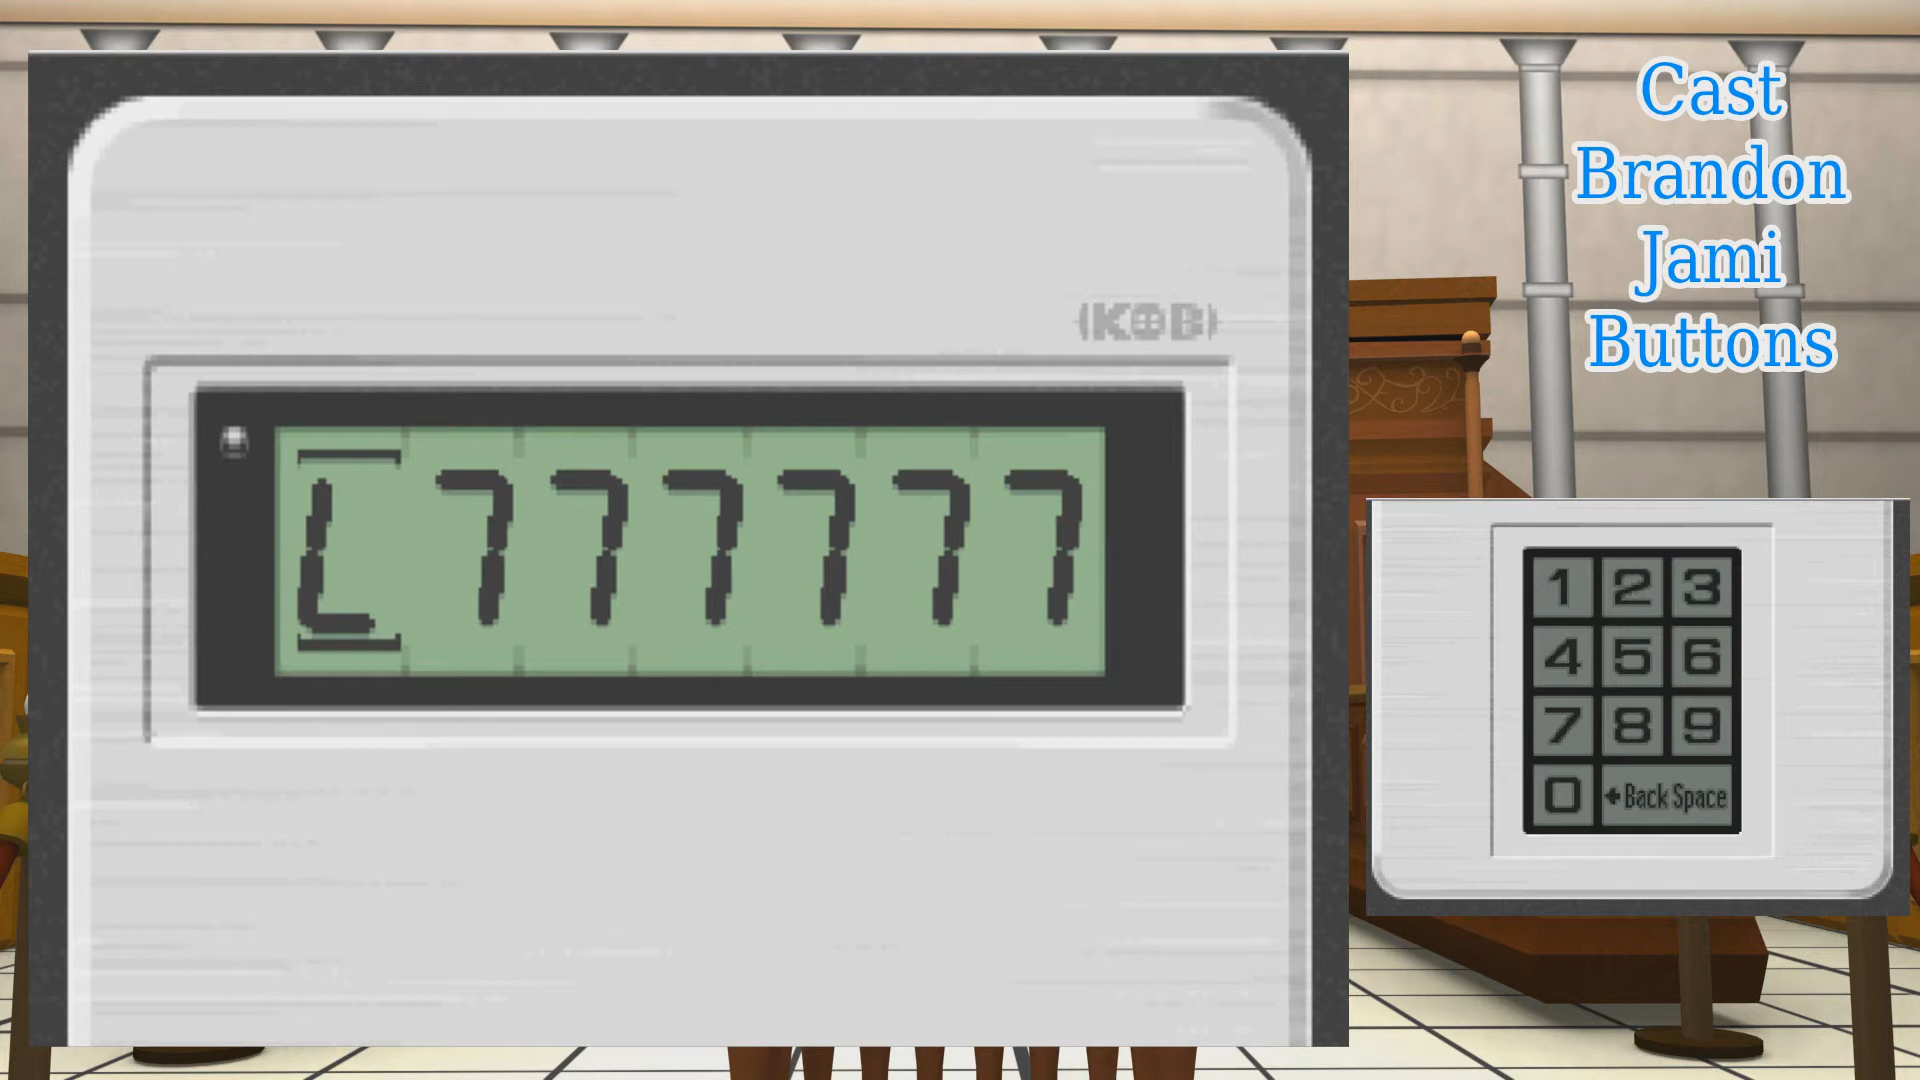 Cast
Brandon
Jami
Buttons
(KOB)
L777777
1 2 3
4 5 6
7 8 9
0 ←Back Space